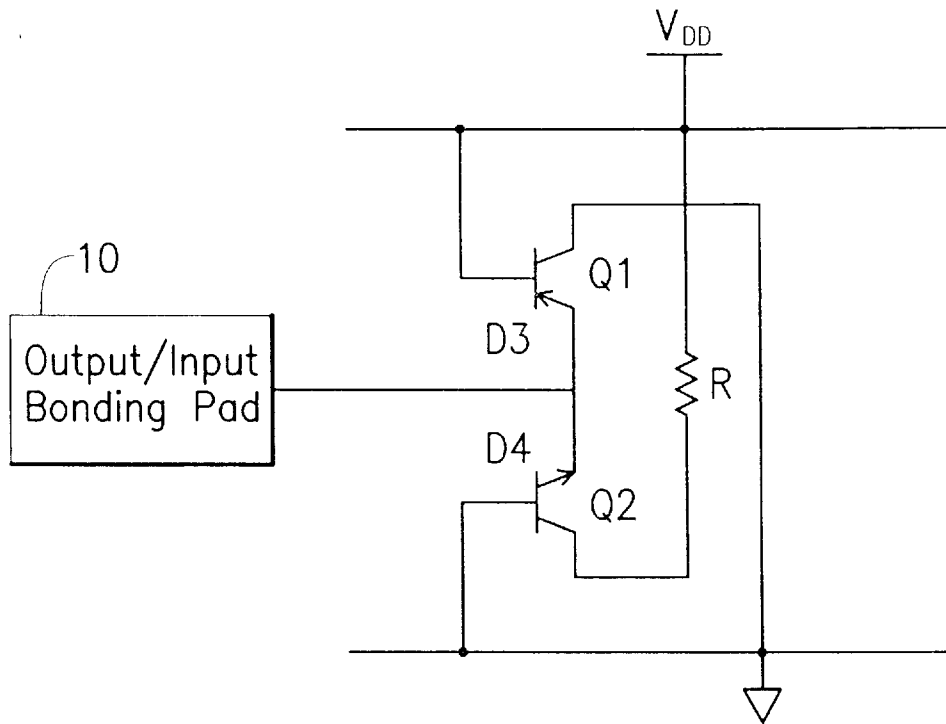 V_DD
10
Q1
D3
Output/Input
Bonding Pad
R
D4
Q2